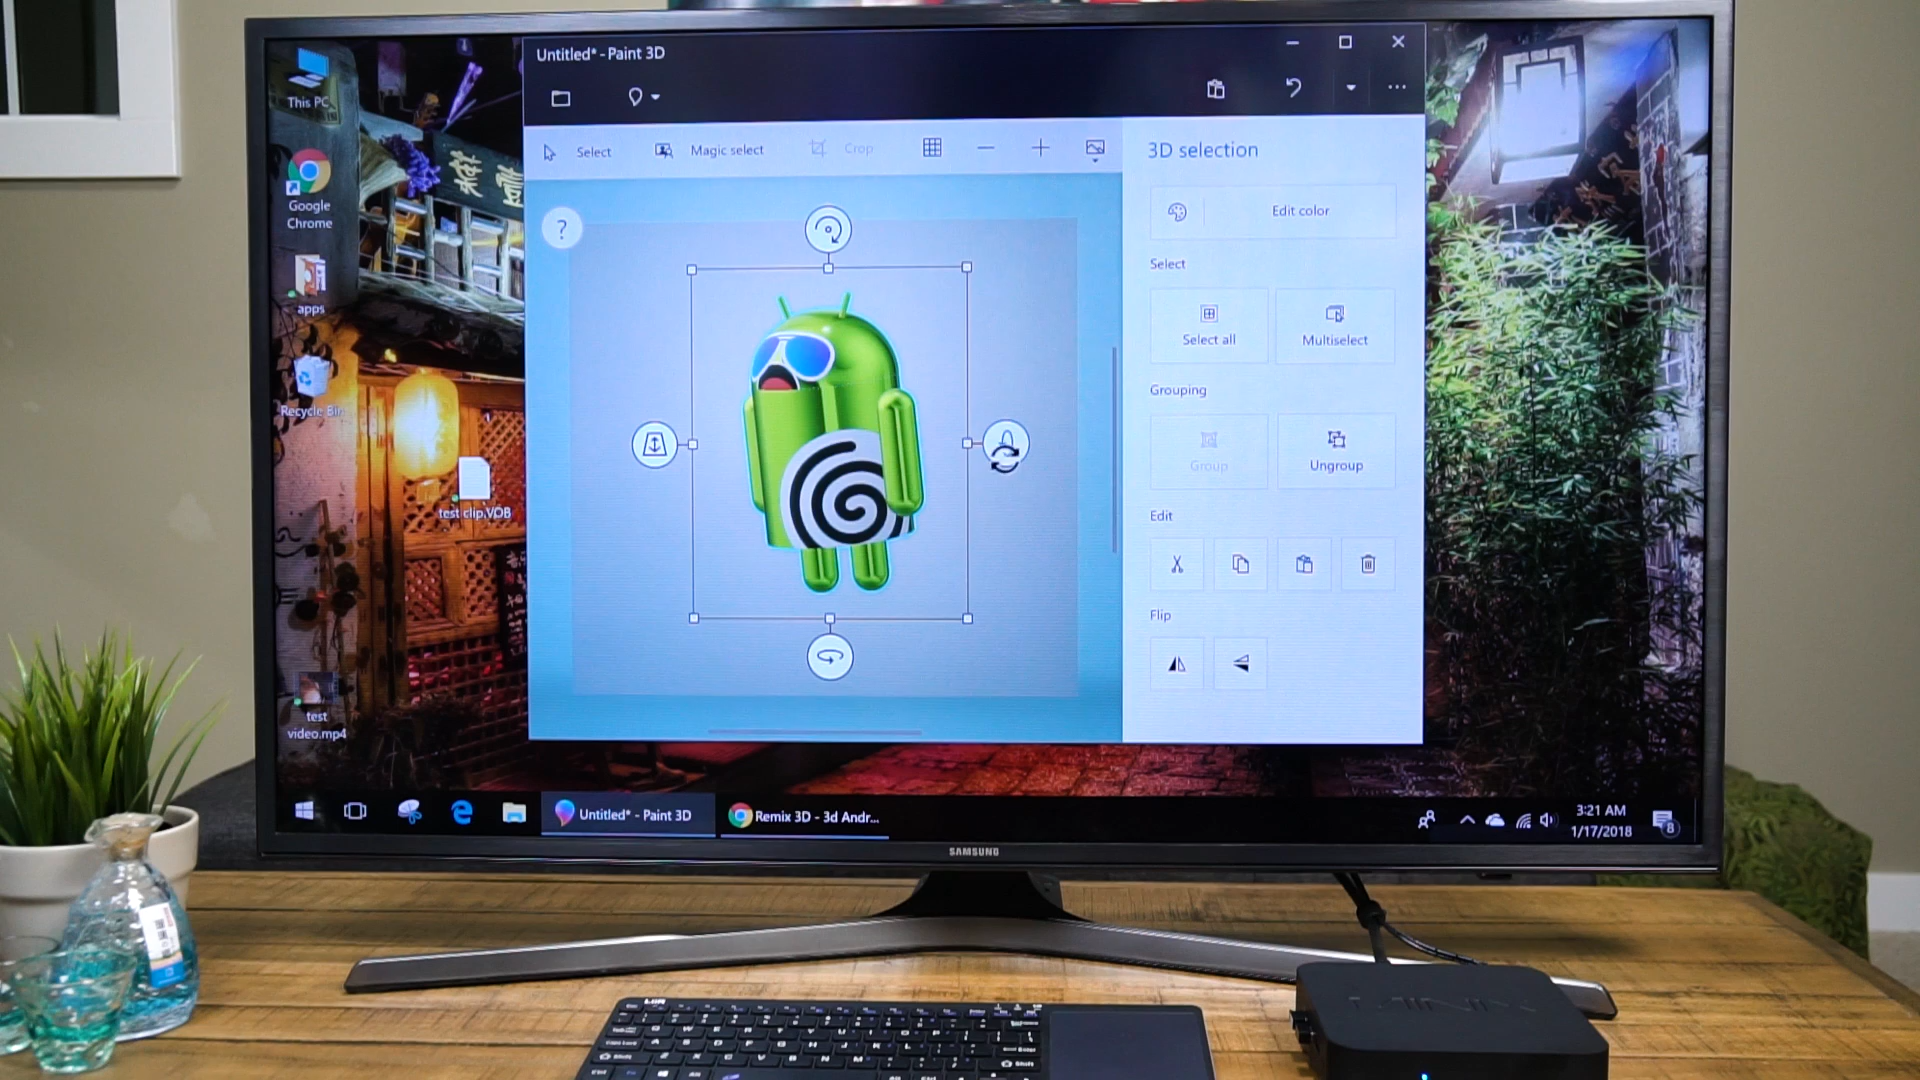 Untitled* - Paint 3D
This PC
Google
Chrome
apps
Recycle Bin
test clip.VOB
test
video.mp4
Select
Magic select
Crop
?
3D selection
Edit color
Select
Select all
Multiselect
Grouping
Group
Ungroup
Edit
Flip
Untitled* - Paint 3D
Remix 3D - 3d Andr...
3:21 AM
1/17/2018
8
SAMSUNG
MINIX